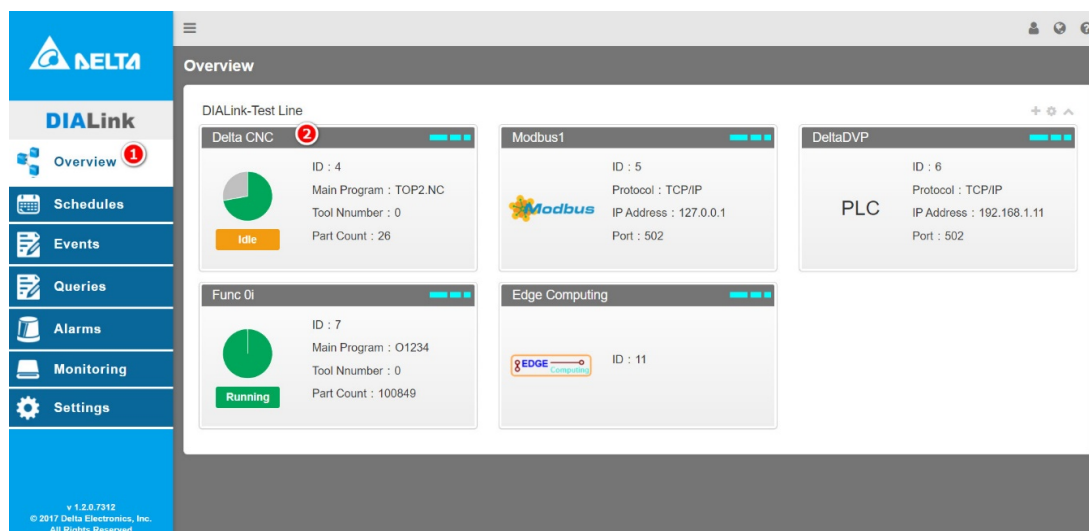 DELTA
Overview
DIALink
Overview
1
Schedules
Events
Queries
Alarms
Monitoring
Settings
v 1.2.0.7312
© 2017 Delta Electronics, Inc.
All Rights Reserved
DIALink-Test Line
Delta CNC
2
ID : 4
Main Program : TOP2.NC
Tool Nnumber : 0
Part Count : 26
Idle
Modbus1
Modbus
ID : 5
Protocol : TCP/IP
IP Address : 127.0.0.1
Port : 502
DeltaDVP
PLC
ID : 6
Protocol : TCP/IP
IP Address : 192.168.1.11
Port : 502
Func 0i
ID : 7
Main Program : O1234
Tool Nnumber : 0
Part Count : 100849
Running
Edge Computing
EDGE
Computing
ID : 11